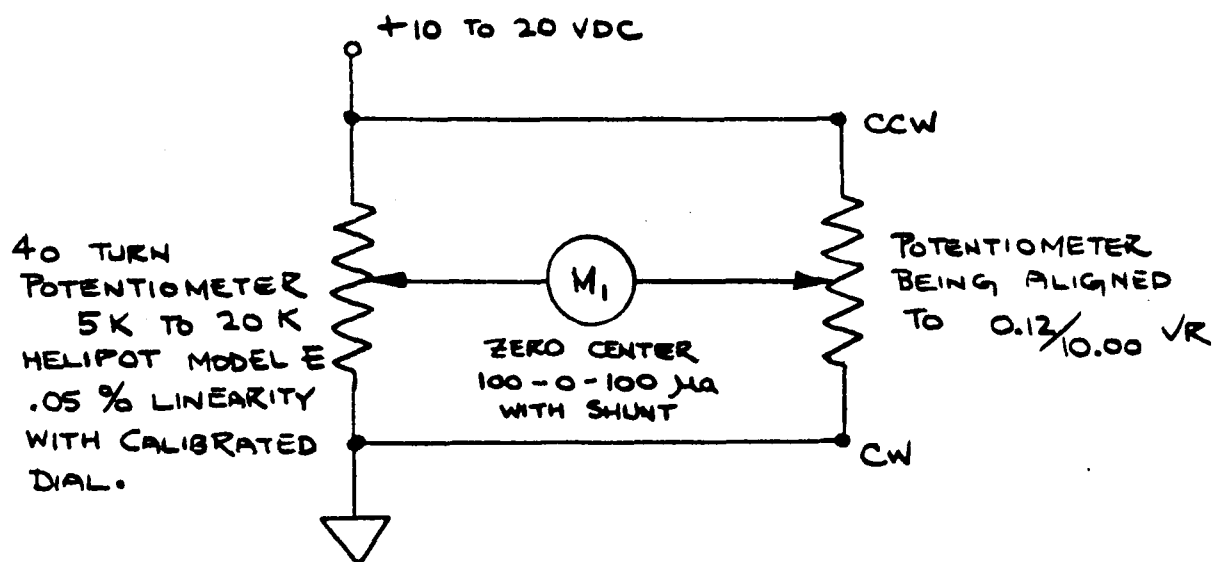 +10 TO 20 VDC
CCW
40 TURN
POTENTIOMETER
5K TO 20K
HELIPOT MODEL E
.05 % LINEARITY
WITH CALIBRATED
DIAL.
M1
ZERO CENTER
100-0-100 µa
WITH SHUNT
POTENTIOMETER
BEING ALIGNED
TO 0.12/10.00 VR
CW